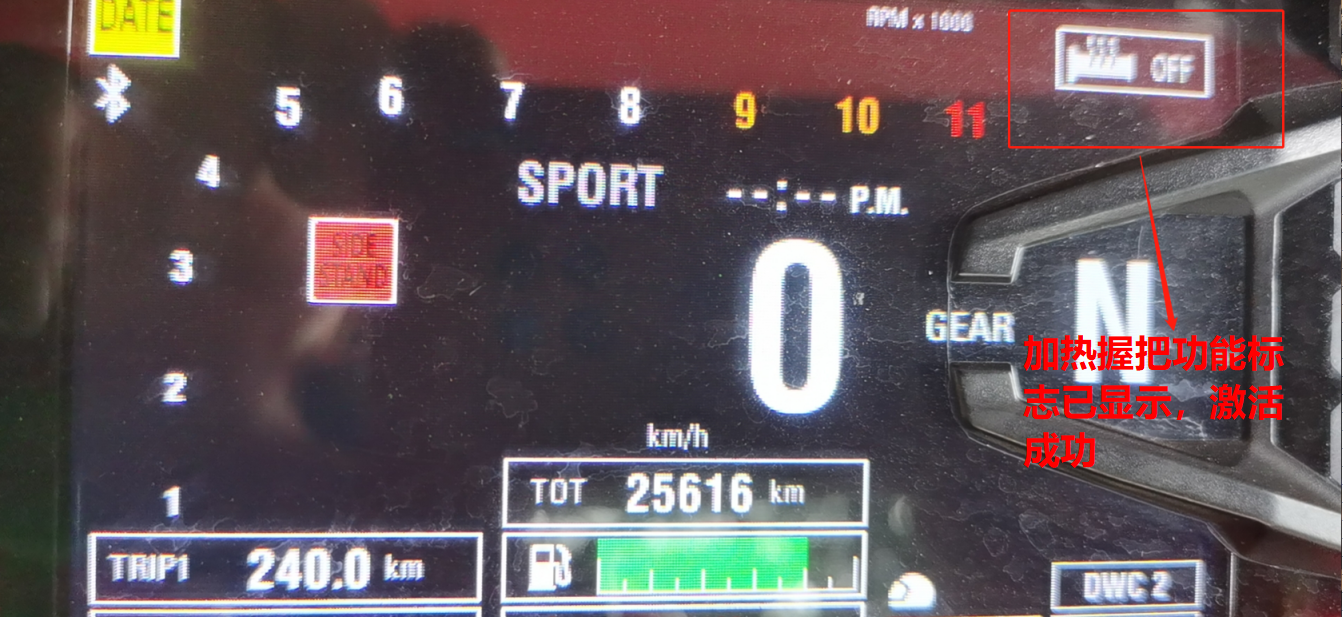 DATE
RPM x 1000
OFF
5 6 7 8 9 10 11
4
SPORT --:-- P.M.
SIDE
STAND
3
0
GEAR N
加热握把功能标
志已显示，激活
成功
2
km/h
1
TOT 25616 km
TRIP1 240.0 km
DWC 2